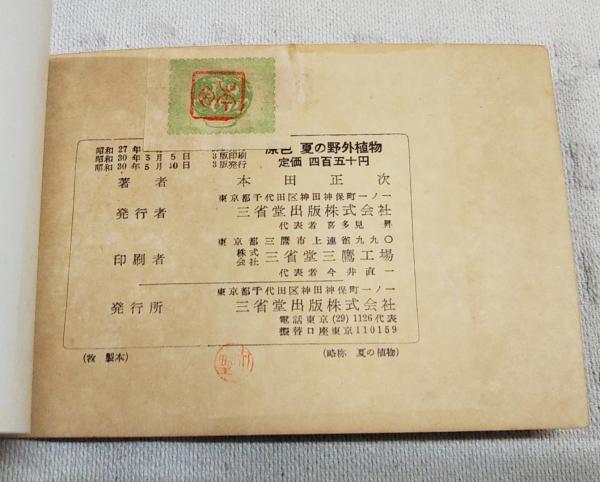 昭和27年
昭和30年5月5日 3版印刷
昭和30年5月10日 3版発行
原色 夏の野外植物
定価 四百五十円
著者 本田正次
東京都千代田区神田神保町一ノ一
発行者 三省堂出版株式会社
代表者 喜多見 昇
東京都三鷹市上連雀九九〇
印刷者 株式会社 三省堂三鷹工場
代表者 今井直一
東京都千代田区神田神保町一ノ一
発行所 三省堂出版株式会社
電話東京(29)1126代表
振替口座東京110159
(牧 製本)
(略称 夏の植物)